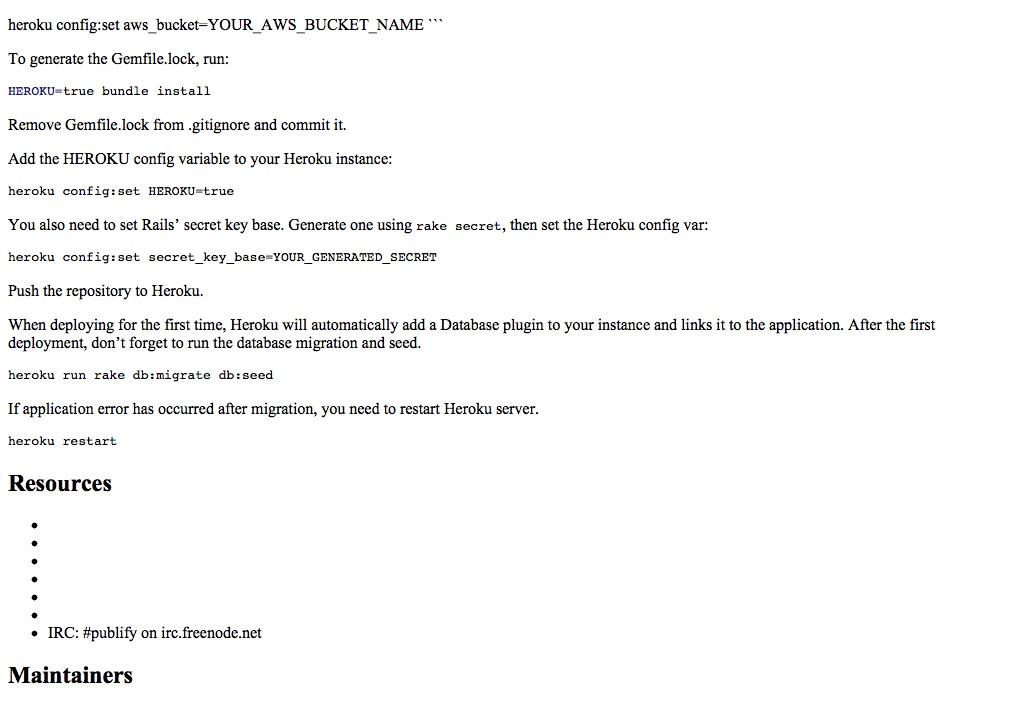 heroku config:set aws_bucket=YOUR_AWS_BUCKET_NAME ```
To generate the Gemfile.lock, run:
HEROKU=true bundle install
Remove Gemfile.lock from .gitignore and commit it.
Add the HEROKU config variable to your Heroku instance:
heroku config:set HEROKU=true
You also need to set Rails’ secret key base. Generate one using rake secret, then set the Heroku config var:
heroku config:set secret_key_base=YOUR_GENERATED_SECRET
Push the repository to Heroku.
When deploying for the first time, Heroku will automatically add a Database plugin to your instance and links it to the application. After the first
deployment, don’t forget to run the database migration and seed.
heroku run rake db:migrate db:seed
If application error has occurred after migration, you need to restart Heroku server.
heroku restart
Resources
IRC: #publify on irc.freenode.net
Maintainers